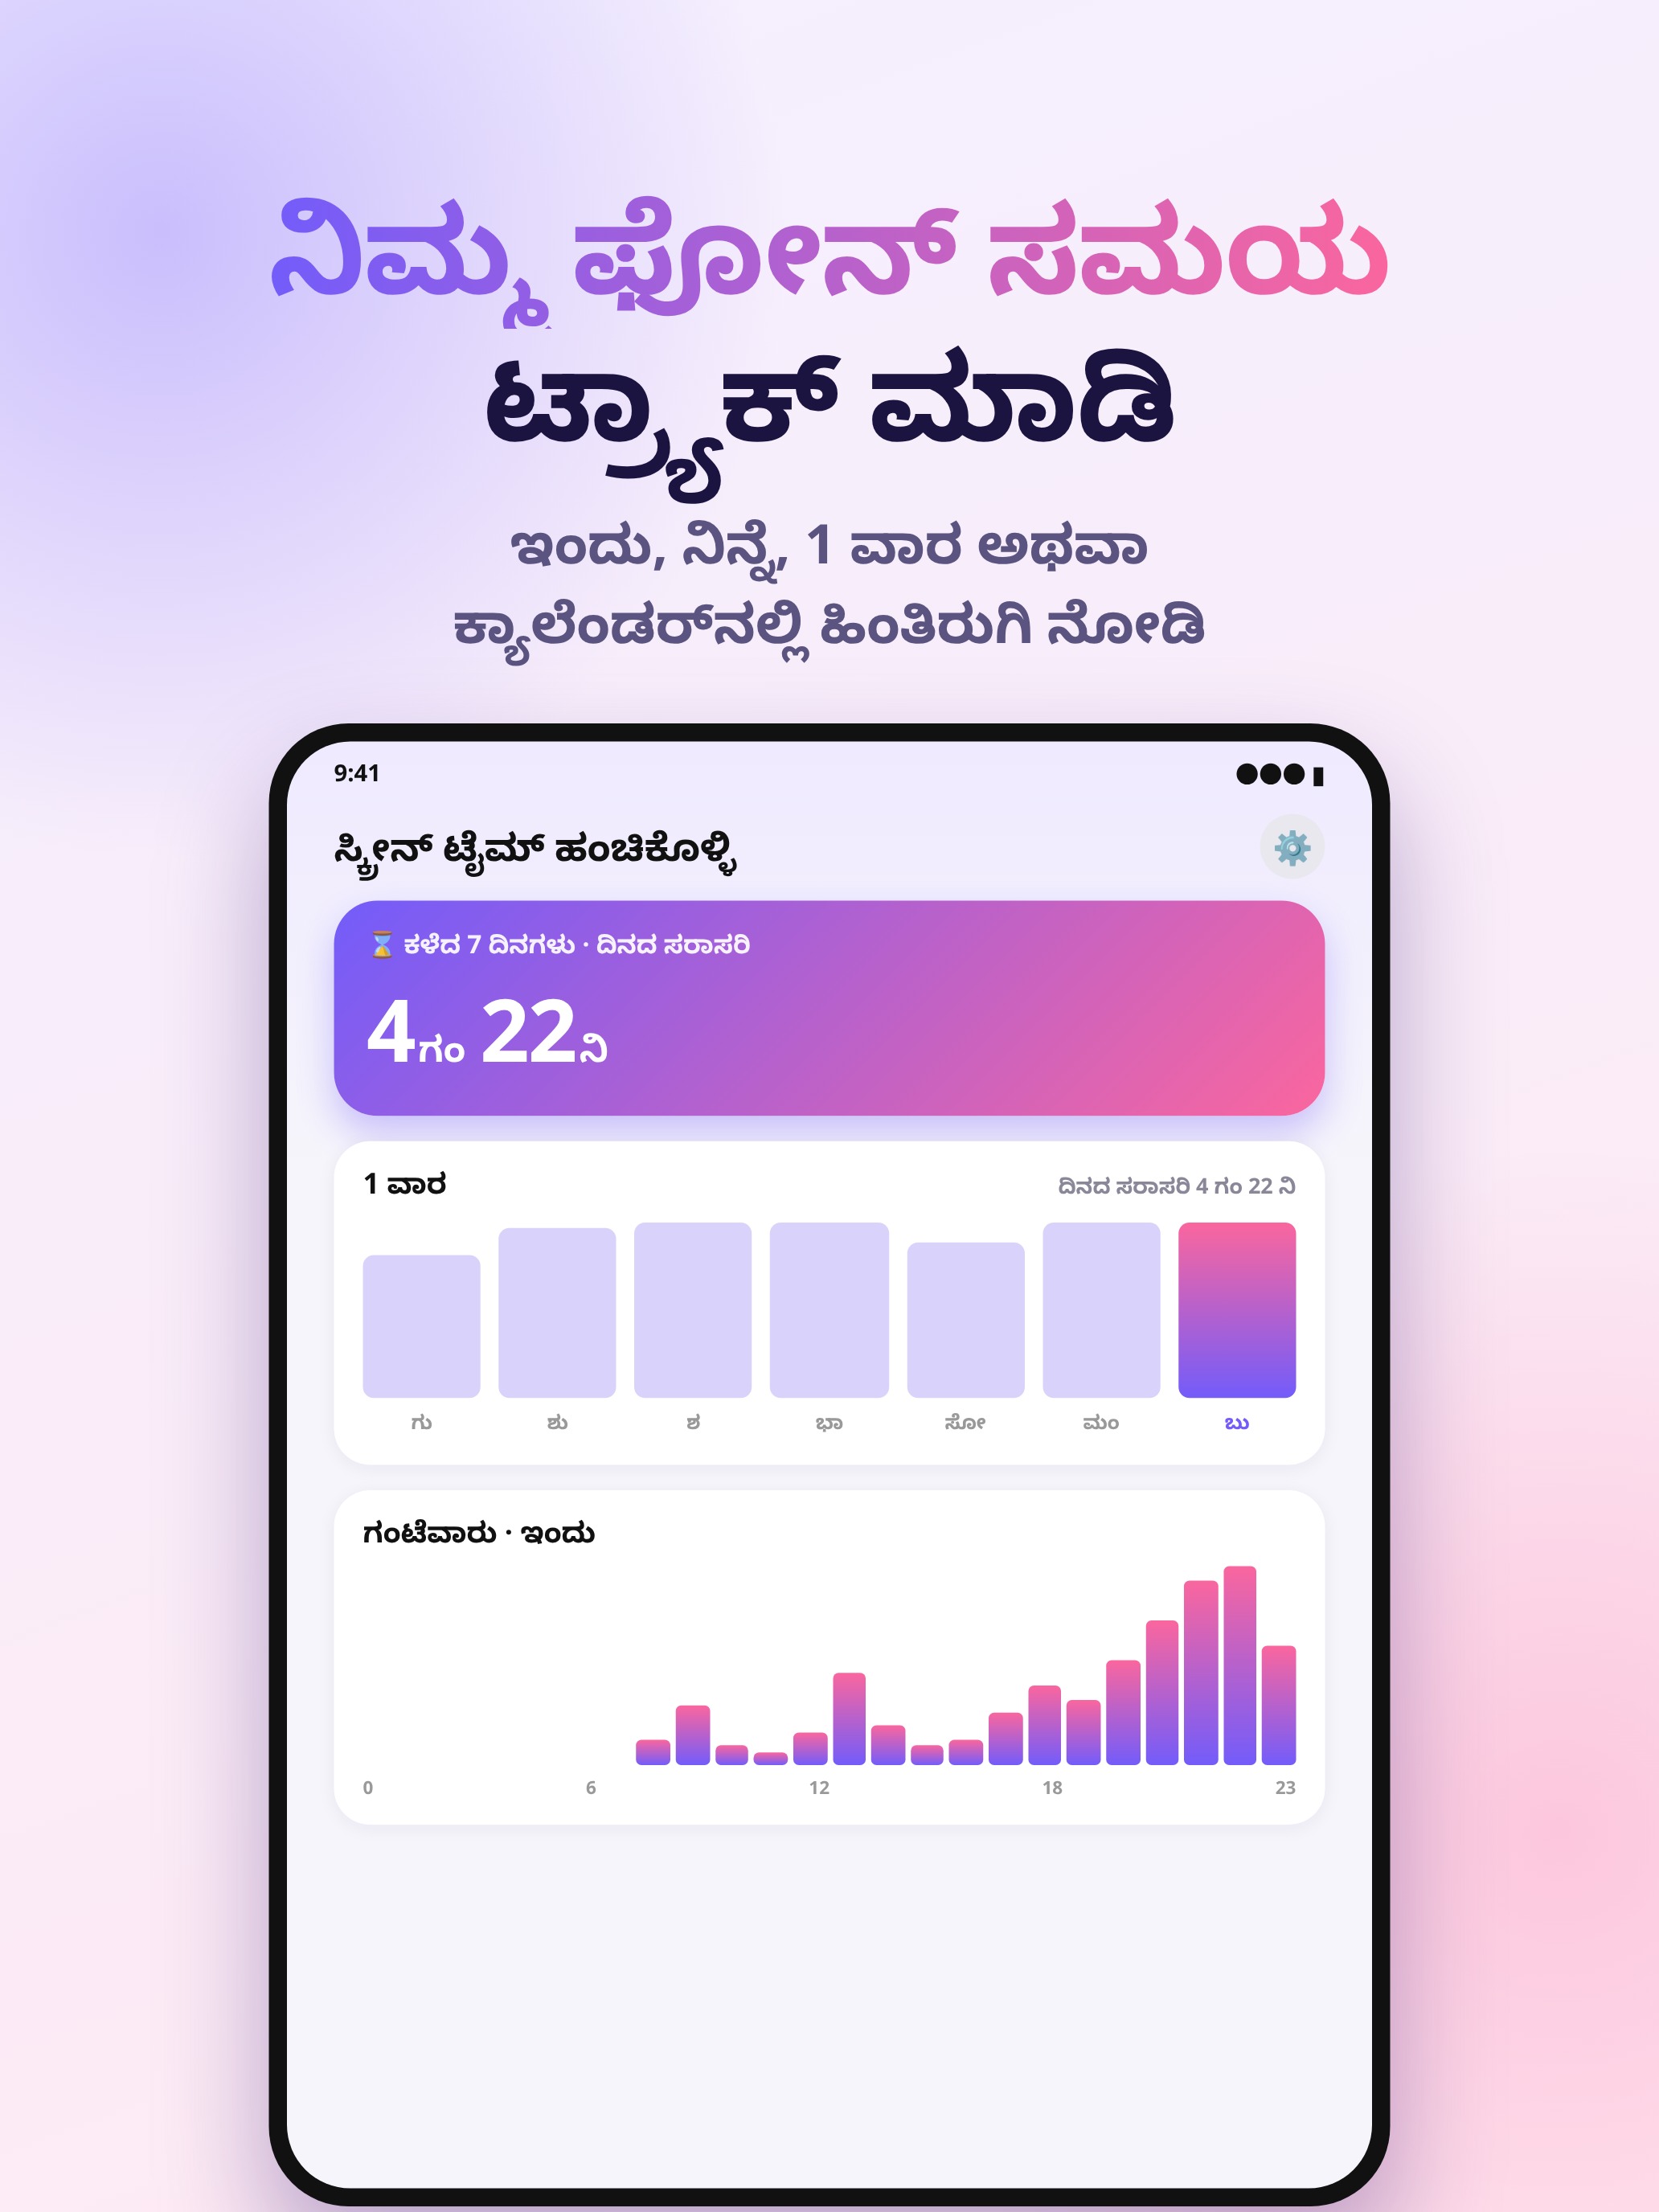 ನಿಮ್ಮ ಫೋನ್ ಸಮಯ
ಟ್ರ್ಯಾಕ್ ಮಾಡಿ
ಇಂದು, ನಿನ್ನೆ, 1 ವಾರ ಅಥವಾ
ಕ್ಯಾಲೆಂಡರ್‌ನಲ್ಲಿ ಹಿಂತಿರುಗಿ ನೋಡಿ
9:41
ಸ್ಕ್ರೀನ್ ಟೈಮ್ ಹಂಚಿಕೊಳ್ಳಿ
⌛ ಕಳೆದ 7 ದಿನಗಳು · ದಿನದ ಸರಾಸರಿ
4ಗಂ 22ನಿ
1 ವಾರ
ದಿನದ ಸರಾಸರಿ 4 ಗಂ 22 ನಿ
ಗು ಶು ಶ ಭಾ ಸೋ ಮಂ ಬು
ಗಂಟೆವಾರು · ಇಂದು
0 6 12 18 23